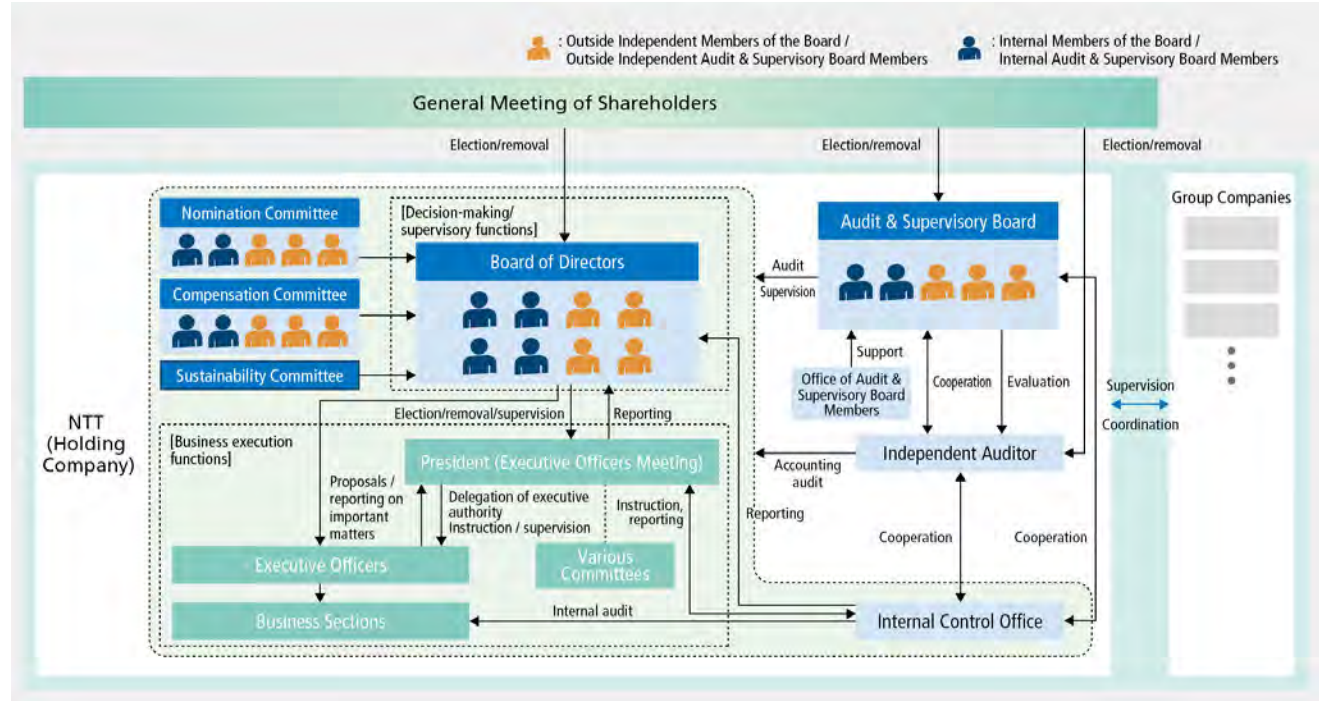 : Outside Independent Members of the Board /
Outside Independent Audit & Supervisory Board Members
: Internal Members of the Board /
Internal Audit & Supervisory Board Members
General Meeting of Shareholders
Election/removal
Election/removal
Election/removal
Nomination Committee
Compensation Committee
Sustainability Committee
[Decision-making/
supervisory functions]
Board of Directors
Audit
Supervision
Audit & Supervisory Board
Group Companies
Support
Office of Audit &
Supervisory Board
Members
Cooperation
Evaluation
Supervision
Coordination
NTT
(Holding
Company)
Election/removal/supervision
Reporting
[Business execution
functions]
President (Executive Officers Meeting)
Accounting
audit
Independent Auditor
Proposals /
reporting on
important
matters
Delegation of executive
authority
Instruction / supervision
Instruction,
reporting
Reporting
Cooperation
Cooperation
Executive Officers
Various
Committees
Business Sections
Internal audit
Internal Control Office